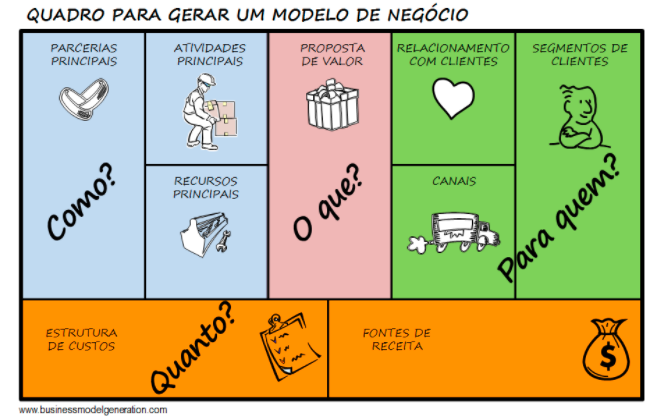 QUADRO PARA GERAR UM MODELO DE NEGÓCIO
PARCERIAS
PRINCIPAIS
ATIVIDADES
PRINCIPAIS
PROPOSTA
DE VALOR
RELACIONAMENTO
COM CLIENTES
SEGMENTOS DE
CLIENTES
Como?
RECURSOS
PRINCIPAIS
O que?
CANAIS
Para quem?
ESTRUTURA
DE CUSTOS
Quanto?
FONTES DE
RECEITA
$
www.businessmodelgeneration.com